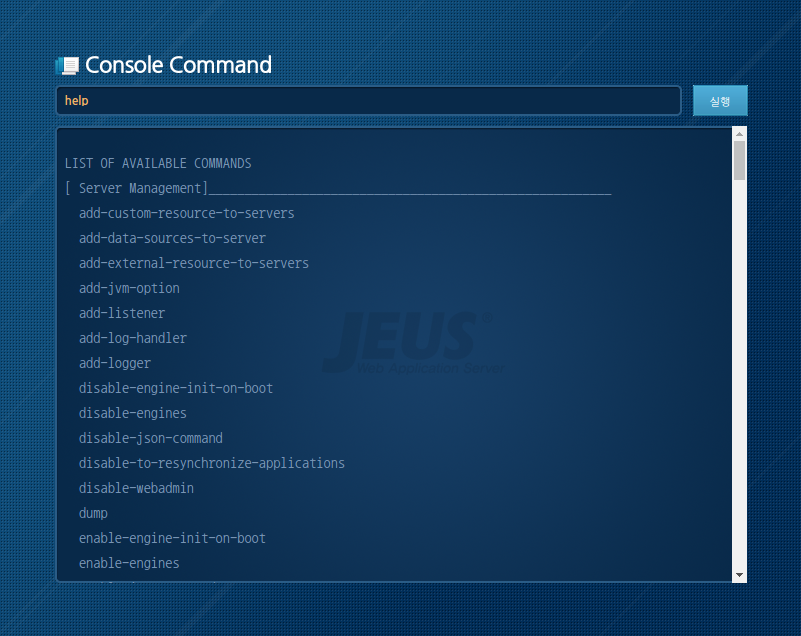 Console Command
help
실행
LIST OF AVAILABLE COMMANDS
[ Server Management]________________________________________________________
add-custom-resource-to-servers
add-data-sources-to-server
add-external-resource-to-servers
add-jvm-option
add-listener
add-log-handler
add-logger
JEUS®
Web Application Server
disable-engine-init-on-boot
disable-engines
disable-json-command
disable-to-resynchronize-applications
disable-webadmin
dump
enable-engine-init-on-boot
enable-engines